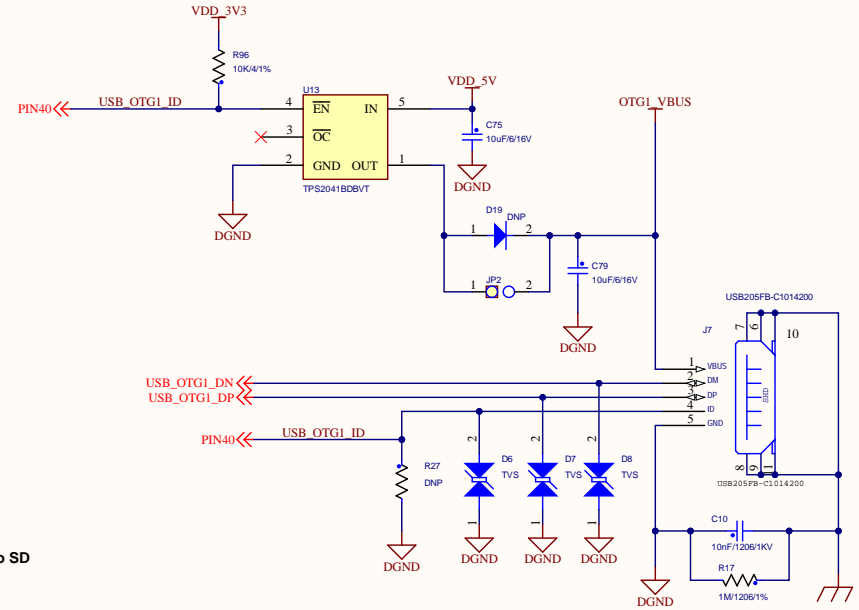 VDD_3V3
R96
10K/4/1%
U13
VDD_5V
PIN40
USB_OTG1_ID
4
EN
IN
5
OTG1_VBUS
C75
10uF/6/16V
3
OC
2
GND
OUT
1
TPS2041BDBVT
DGND
DGND
D19
DNP
1
2
JP2
1
2
C79
10uF/6/16V
DGND
USB205FB-C1014200
J7
7
6
10
1
VBUS
USB_OTG1_DN
2
DM
USB_OTG1_DP
3
DP
4
ID
5
GND
SHD
PIN40
USB_OTG1_ID
R27
DNP
2
D6
TVS
1
2
D7
TVS
1
2
D8
TVS
1
8
9
1
USB205FB-C1014200
C10
10nF/1206/1KV
R17
1M/1206/1%
DGND
DGND
DGND
DGND
DGND
o SD